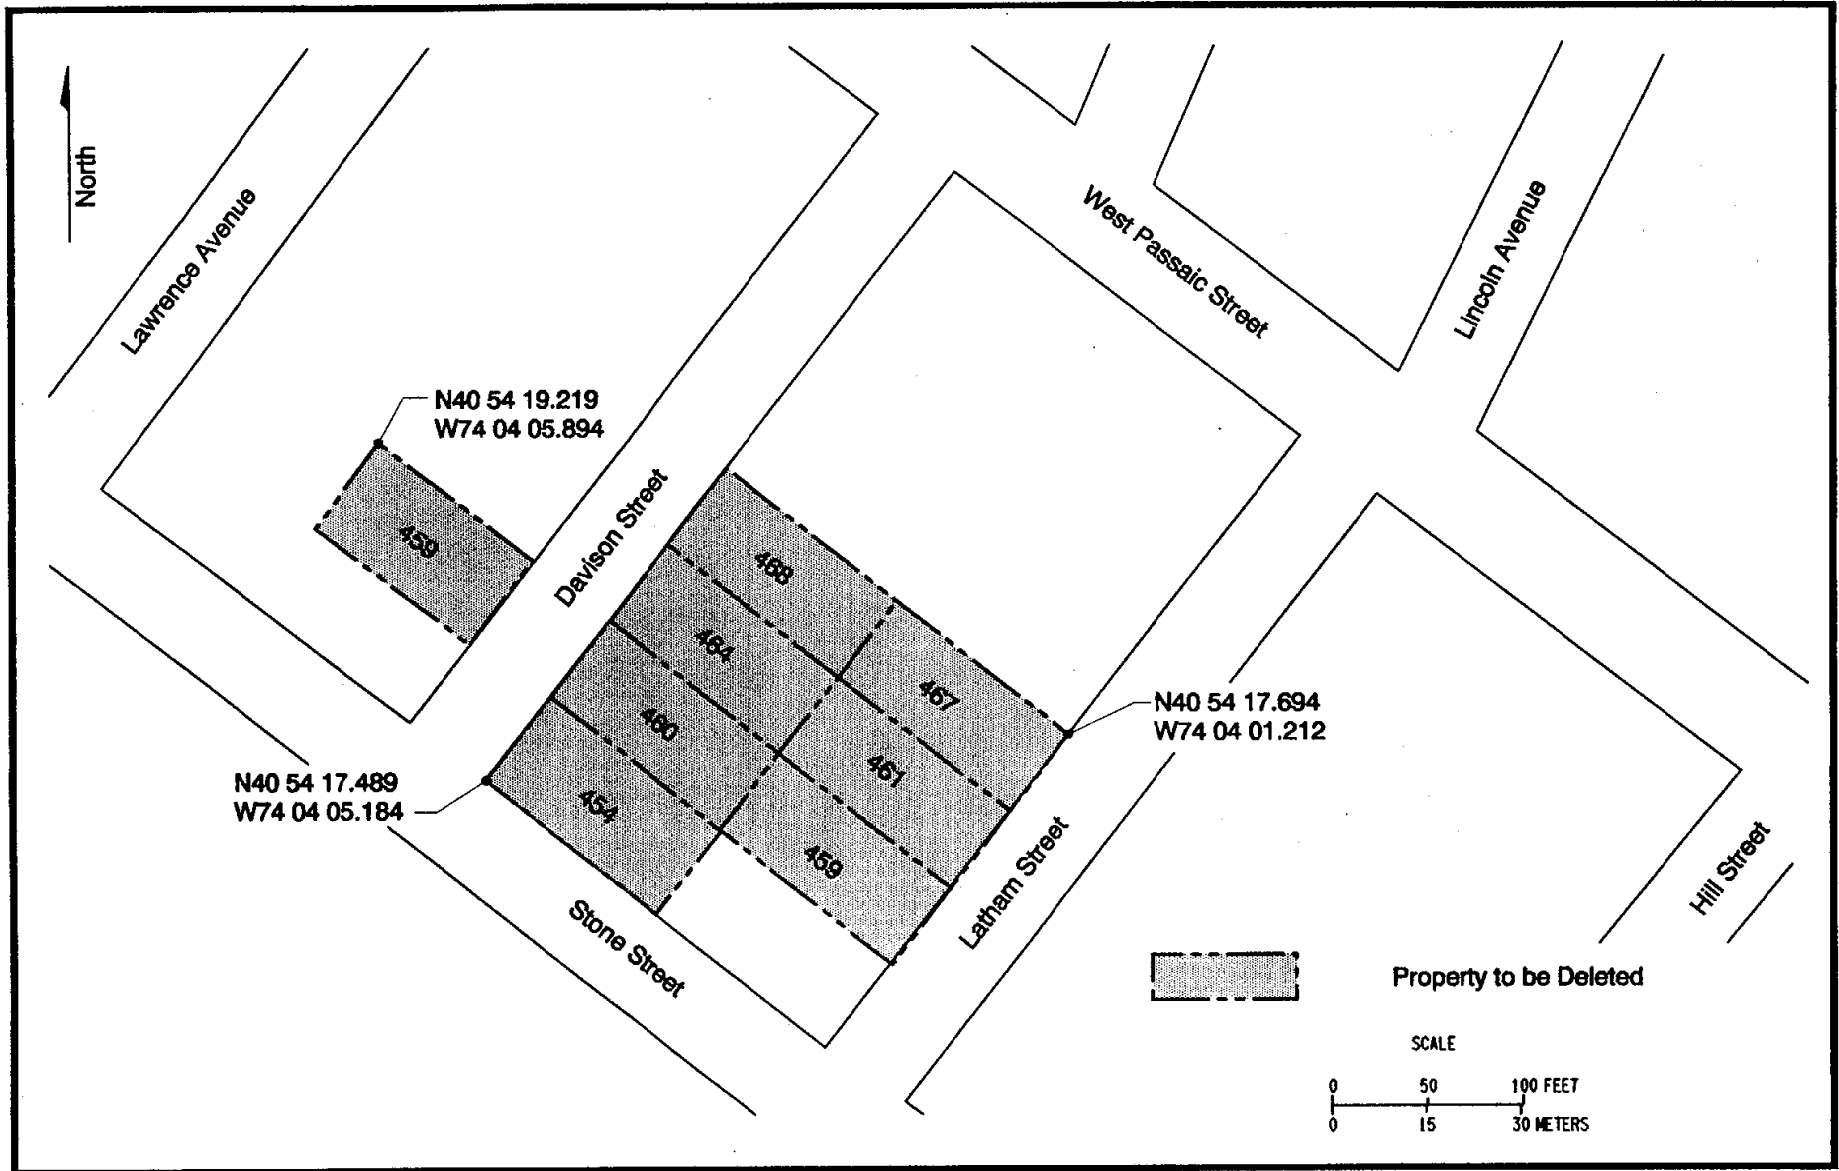 North
Lawrence Avenue
West Passaic Street
Lincoln Avenue
N40 54 19.219
W74 04 05.894
459
Davison Street
468
464
467
460
461
454
459
N40 54 17.694
W74 04 01.212
N40 54 17.489
W74 04 05.184
Latham Street
Hill Street
Stone Street
Property to be Deleted
SCALE
0 50 100 FEET
0 15 30 METERS